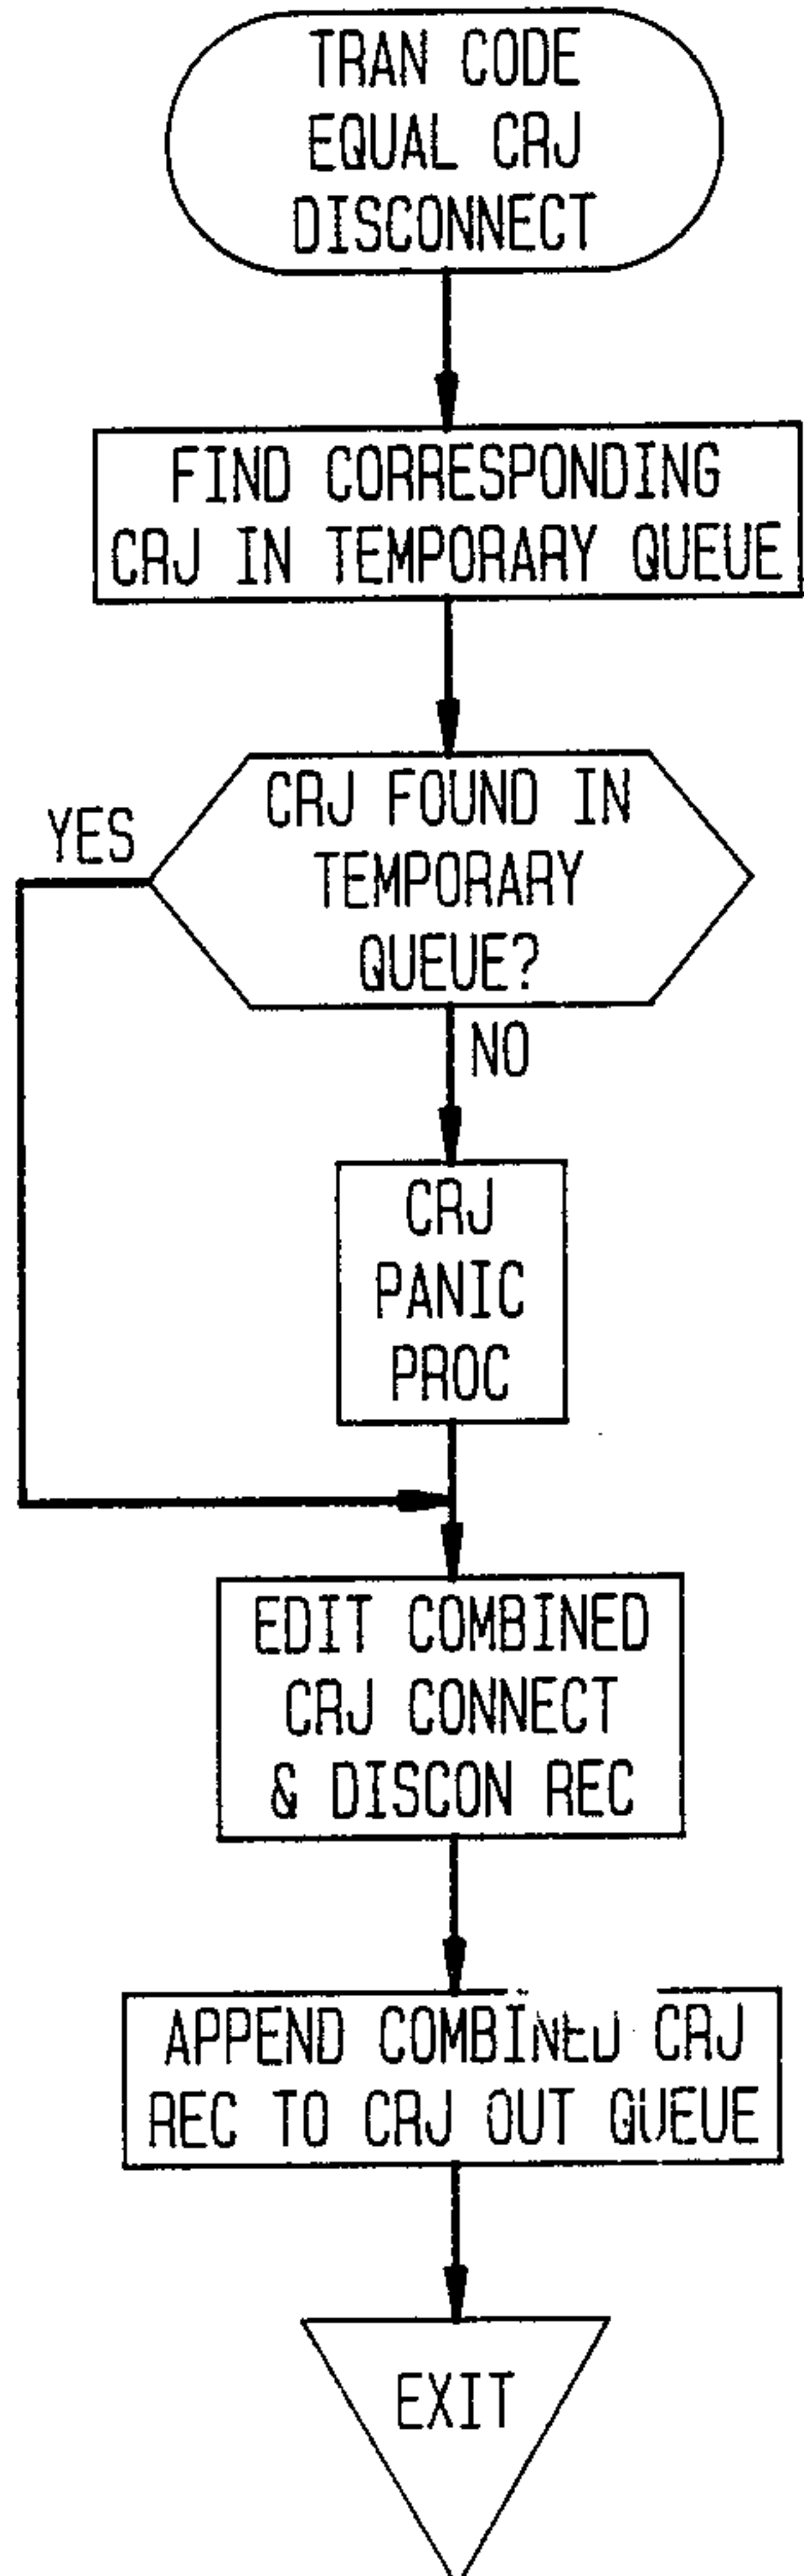 TRAN CODE
EQUAL CRJ
DISCONNECT
FIND CORRESPONDING
CRJ IN TEMPORARY QUEUE
CRJ FOUND IN
TEMPORARY
QUEUE?
YES
NO
CRJ
PANIC
PROC
EDIT COMBINED
CRJ CONNECT
& DISCON REC
APPEND COMBINED CRJ
REC TO CRJ OUT QUEUE
EXIT